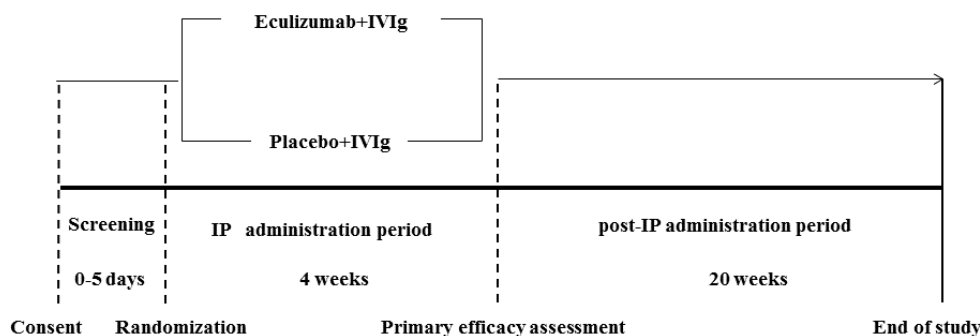 Eculizumab+IVIg
Placebo+IVIg
Screening IP administration period post-IP administration period
0-5 days 4 weeks 20 weeks
Consent Randomization Primary efficacy assessment End of study